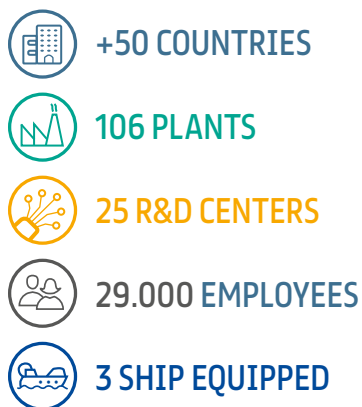 +50 COUNTRIES
106 PLANTS
25 R&D CENTERS
29.000 EMPLOYEES
3 SHIP EQUIPPED